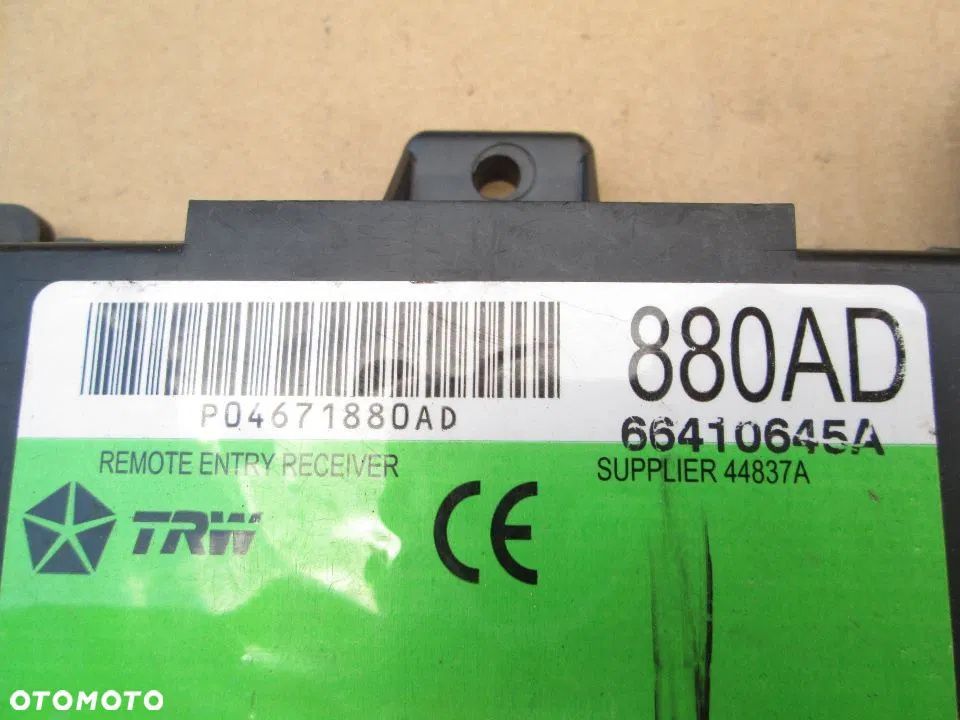 880AD
P04671880AD
66410645A
REMOTE ENTRY RECEIVER
SUPPLIER 44837A
TRW
CE
OTOMOTO